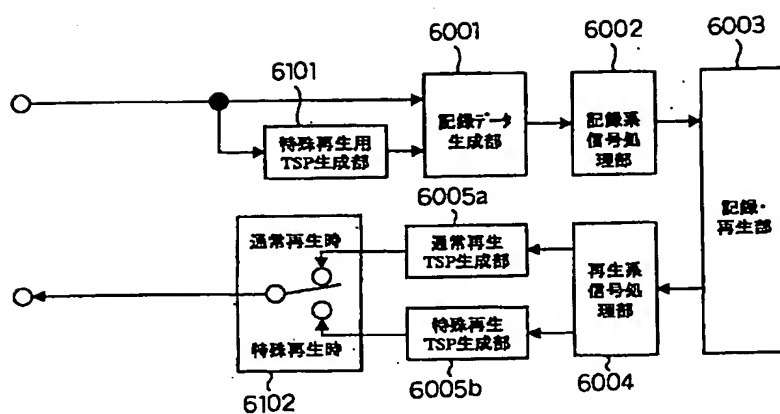 6001
6002
6003
6101
記録データ
生成部
記録系
信号処
理部
特殊再生用
TSP生成部
記録・
再生部
6005a
通常再生時
通常再生
TSP生成部
再生系
信号処
理部
特殊再生
TSP生成部
特殊再生時
6102
6005b
6004